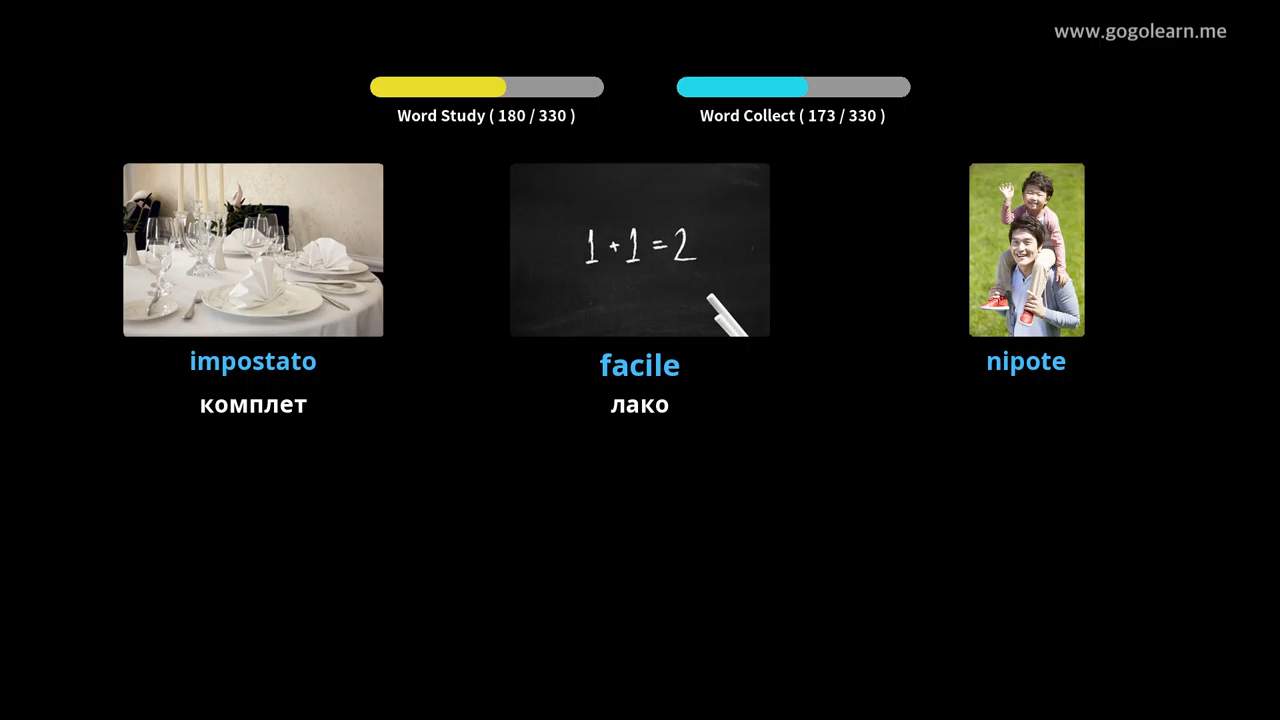 www.gogolearn.me
Word Study ( 180 / 330 )
Word Collect ( 173 / 330 )
1 + 1 = 2
impostato
facile
nipote
комплет
лако